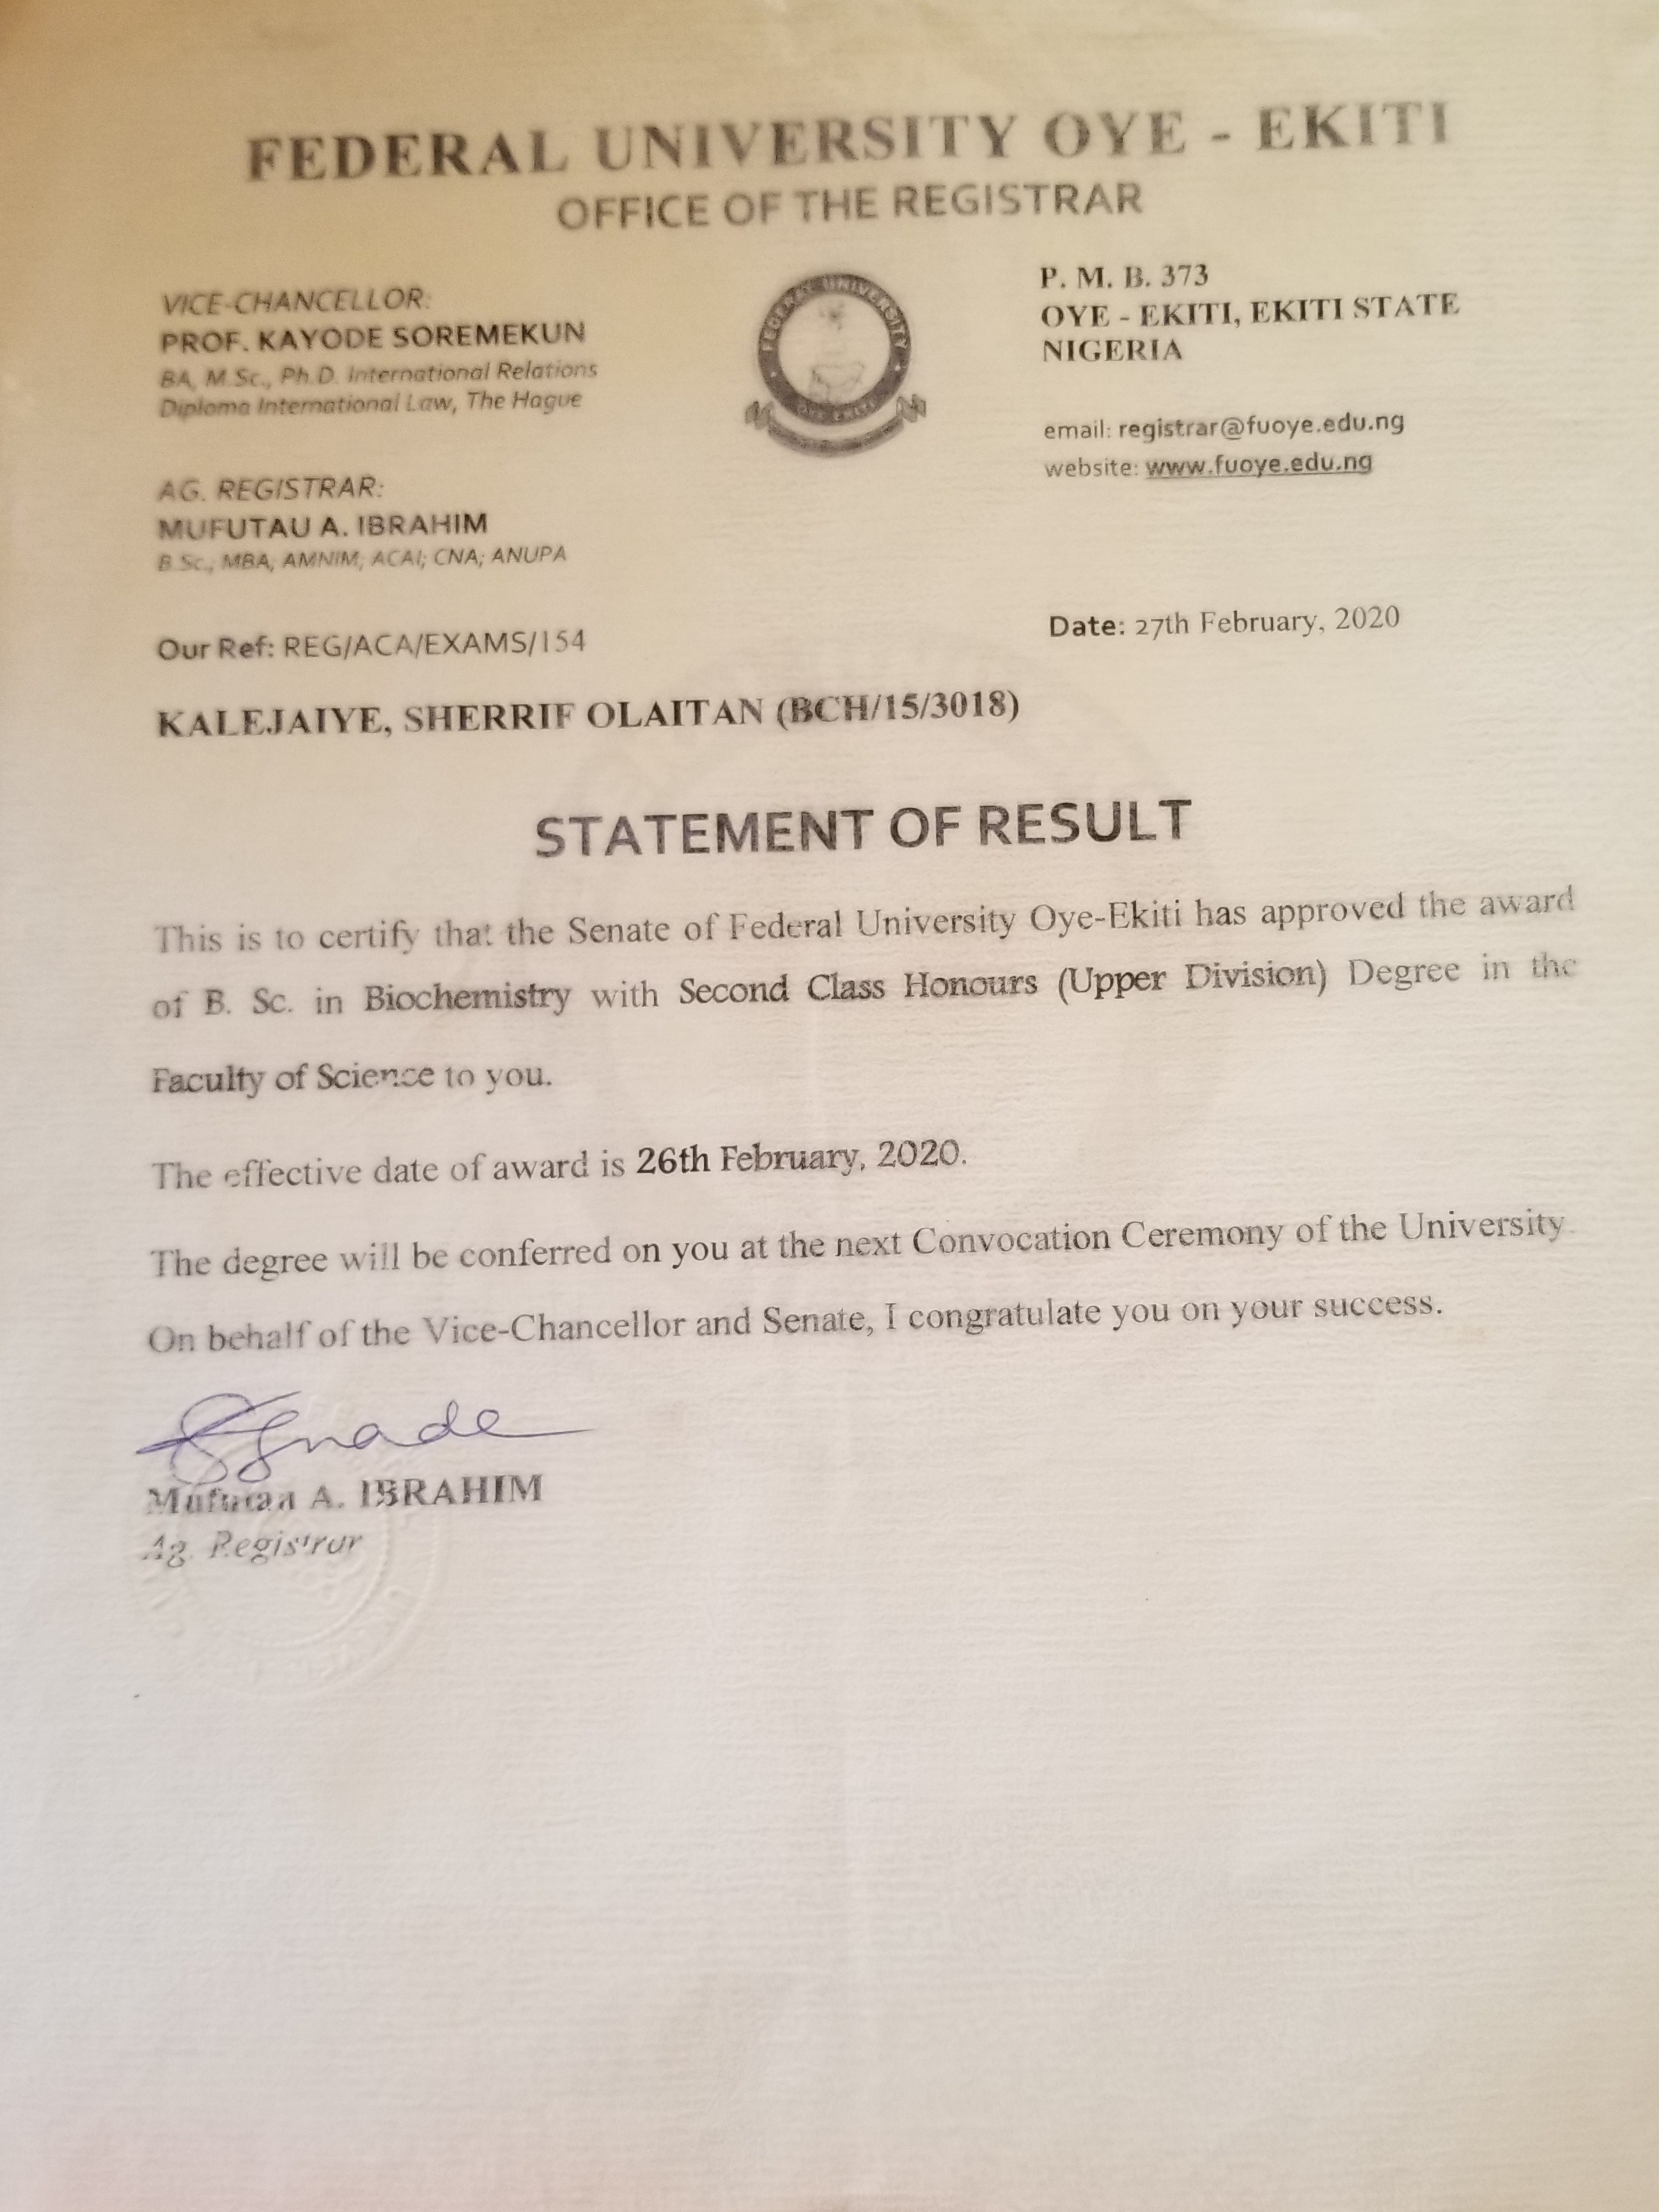 FEDERAL UNIVERSITY OYE - EKITI
OFFICE OF THE REGISTRAR
VICE-CHANCELLOR:
PROF. KAYODE SOREMEKUN
BA, M.Sc., Ph.D. International Relations
Diploma International Law, The Hague
AG. REGISTRAR:
MUFUTAU A. IBRAHIM
B.Sc., MBA, AMNIM; ACAI; CNA; ANUPA
FEDERAL UNIVERSITY
OYE EKITI
P. M. B. 373
OYE - EKITI, EKITI STATE
NIGERIA
email: registrar@fuoye.edu.ng
website: www.fuoye.edu.ng
Our Ref: REG/ACA/EXAMS/154
Date: 27th February, 2020
KALEJAIYE, SHERRIF OLAITAN (BCH/15/3018)
STATEMENT OF RESULT
This is to certify that the Senate of Federal University Oye-Ekiti has approved the award
of B. Sc. in Biochemistry with Second Class Honours (Upper Division) Degree in the
Faculty of Science to you.
The effective date of award is 26th February, 2020.
The degree will be conferred on you at the next Convocation Ceremony of the University.
On behalf of the Vice-Chancellor and Senate, I congratulate you on your success.
Mufutau A. IBRAHIM
Ag. Registrar